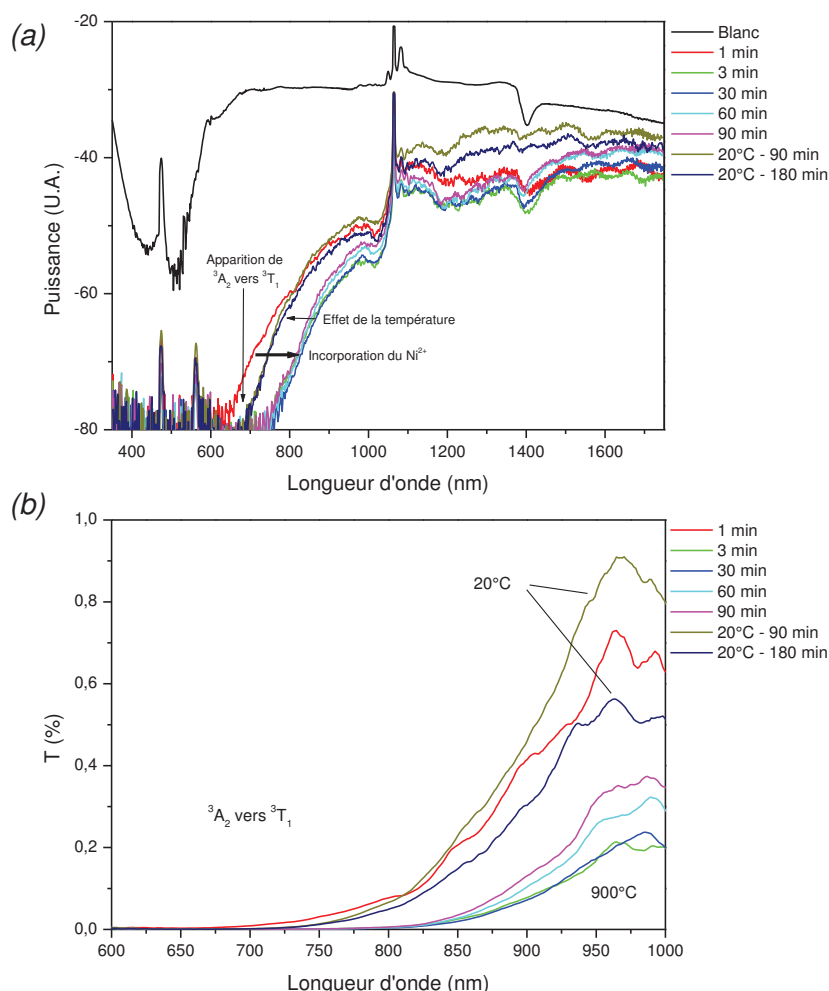 (a)
-20
-30
-40
-50
-60
-70
-80
Puissance (U.A.)
400
600
800
1000
1200
1400
1600
Longueur d'onde (nm)
Apparition de
³A₂ vers ³T₁
Effet de la température
Incorporation du Ni²⁺
Blanc
1 min
3 min
30 min
60 min
90 min
20°C - 90 min
20°C - 180 min
(b)
1,0
0,8
0,6
0,4
0,2
0,0
T (%)
600
650
700
750
800
850
900
950
1000
Longueur d'onde (nm)
³A₂ vers ³T₁
20°C
900°C
1 min
3 min
30 min
60 min
90 min
20°C - 90 min
20°C - 180 min